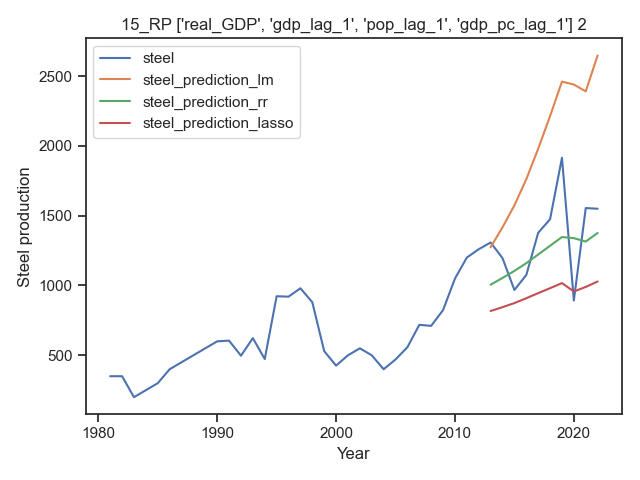 15_RP ['real_GDP', 'gdp_lag_1', 'pop_lag_1', 'gdp_pc_lag_1'] 2
steel
steel_prediction_lm
steel_prediction_rr
steel_prediction_lasso
Steel production
2500
2000
1500
1000
500
1980
1990
2000
2010
2020
Year